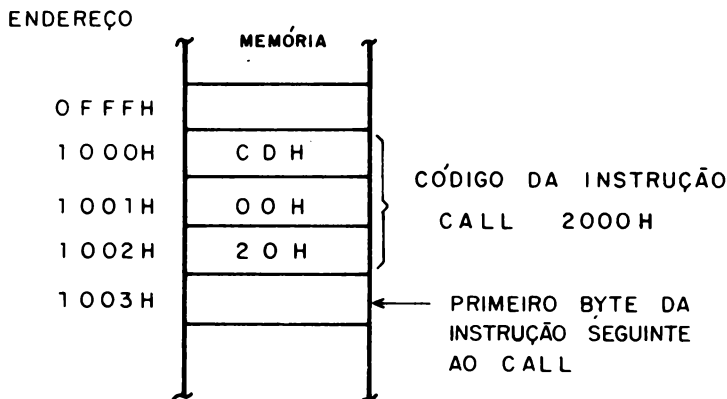 ENDEREÇO
MEMÓRIA
0FFFH
1000H CDH
1001H 00H
1002H 20H
1003H
CÓDIGO DA INSTRUÇÃO
CALL 2000H
PRIMEIRO BYTE DA
INSTRUÇÃO SEGUINTE
AO CALL